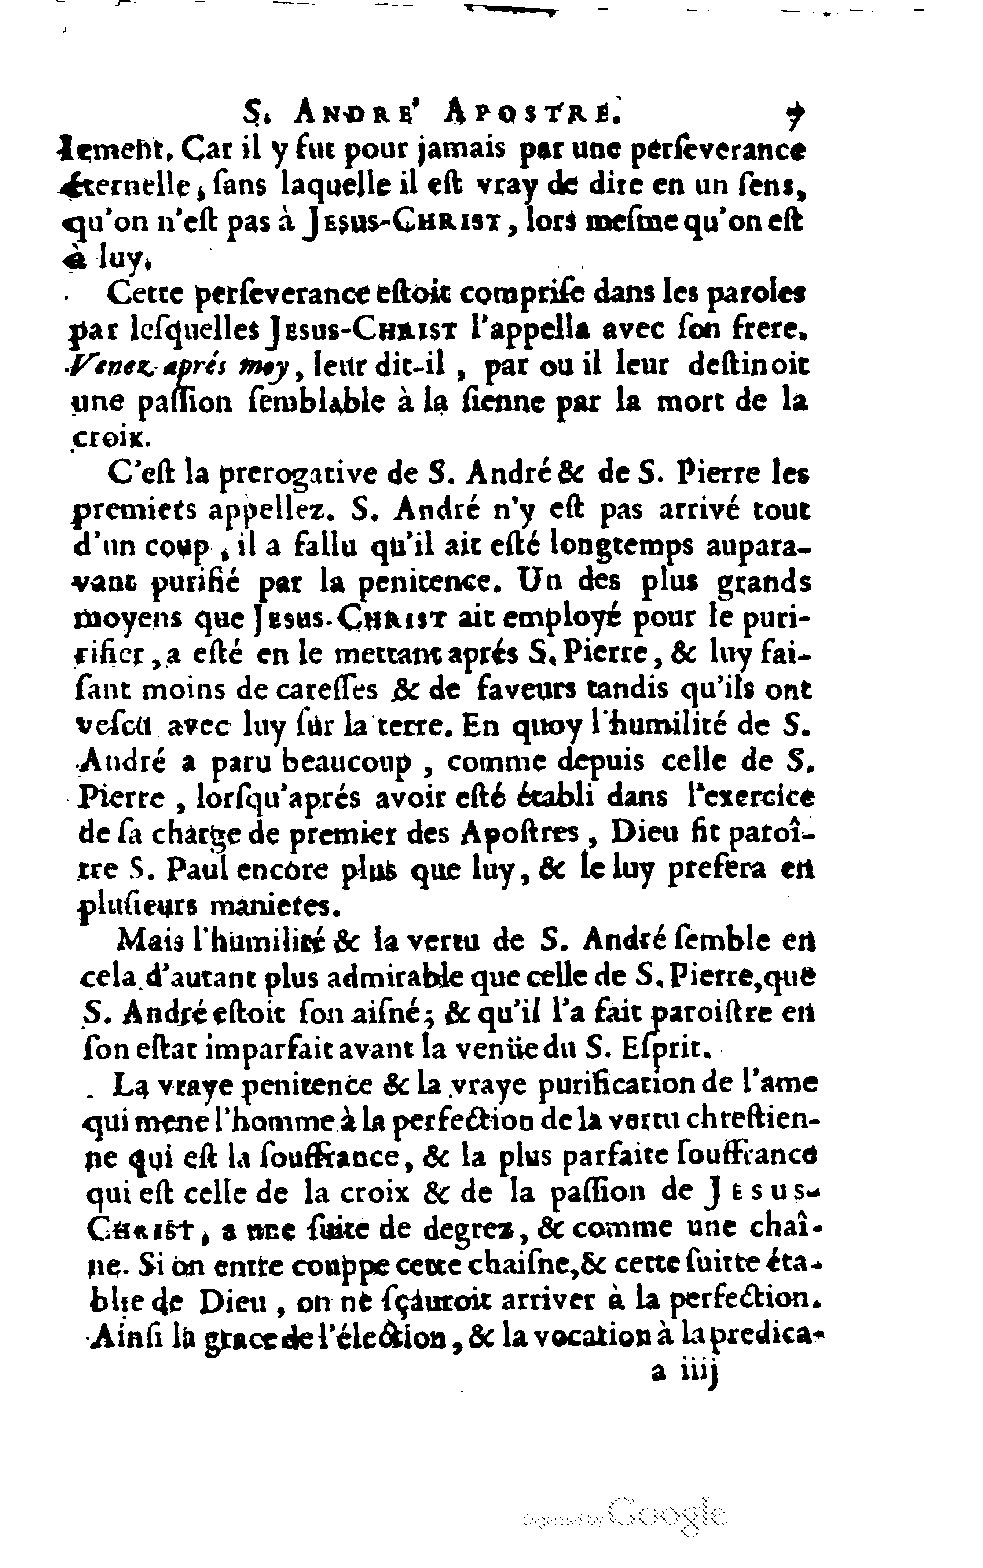 S. ANDRE' APOSTRE. 7
lement. Car il y fut pour jamais par une perſeverance
éternelle, ſans laquelle il eſt vray de dire en un ſens,
qu'on n'eſt pas à JESUS-CHRIST, lors meſme qu'on eſt
à luy.
Cette perſeverance eſtoit compriſe dans les paroles
par leſquelles JESUS-CHRIST l'appella avec ſon frere.
Venez aprés moy, leur dit-il, par ou il leur deſtinoit
une paſſion ſemblable à la ſienne par la mort de la
croix.
C'eſt la prerogative de S. André & de S. Pierre les
premiers appellez. S. André n'y eſt pas arrivé tout
d'un coup, il a fallu qu'il ait eſté longtemps aupara-
vant purifié par la penitence. Un des plus grands
moyens que JESUS-CHRIST ait employé pour le puri-
rifier, a eſté en le mettant aprés S. Pierre, & luy fai-
ſant moins de careſſes & de faveurs tandis qu'ils ont
veſcu avec luy ſur la terre. En quoy l'humilité de S.
André a paru beaucoup, comme depuis celle de S.
Pierre, lorſqu'aprés avoir eſté établi dans l'exercice
de ſa charge de premier des Apoſtres, Dieu fit paroî-
tre S. Paul encore plus que luy, & le luy prefera en
pluſieurs manieres.
Mais l'humilité & la vertu de S. André ſemble en
cela d'autant plus admirable que celle de S. Pierre, que
S. André eſtoit ſon aiſné; & qu'il l'a fait paroiſtre en
ſon eſtat imparfait avant la venüe du S. Eſprit.
La vraye penitence & la vraye purification de l'ame
qui mene l'homme à la perfection de la vertu chreſtien-
ne qui eſt la ſouffrance, & la plus parfaite ſouffrance
qui eſt celle de la croix & de la paſſion de JESUS-
CHRIST, a une ſuite de degrez, & comme une chaî-
ne. Si on entre couppe cette chaiſne, & cette ſuitte éta-
blie de Dieu, on ne ſçauroit arriver à la perfection.
Ainſi la grace de l'élection, & la vocation à la predica-
a iiij
Digitized by Google